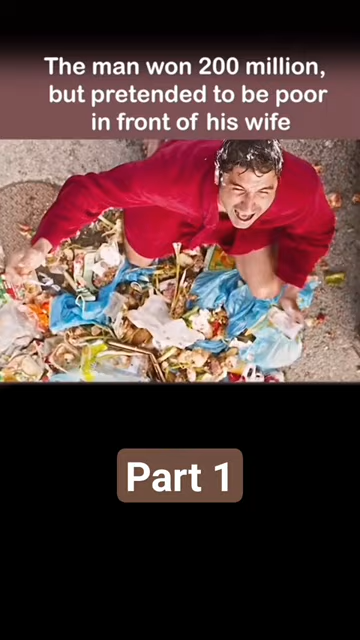 The man won 200 million,
but pretended to be poor
in front of his wife
Part 1